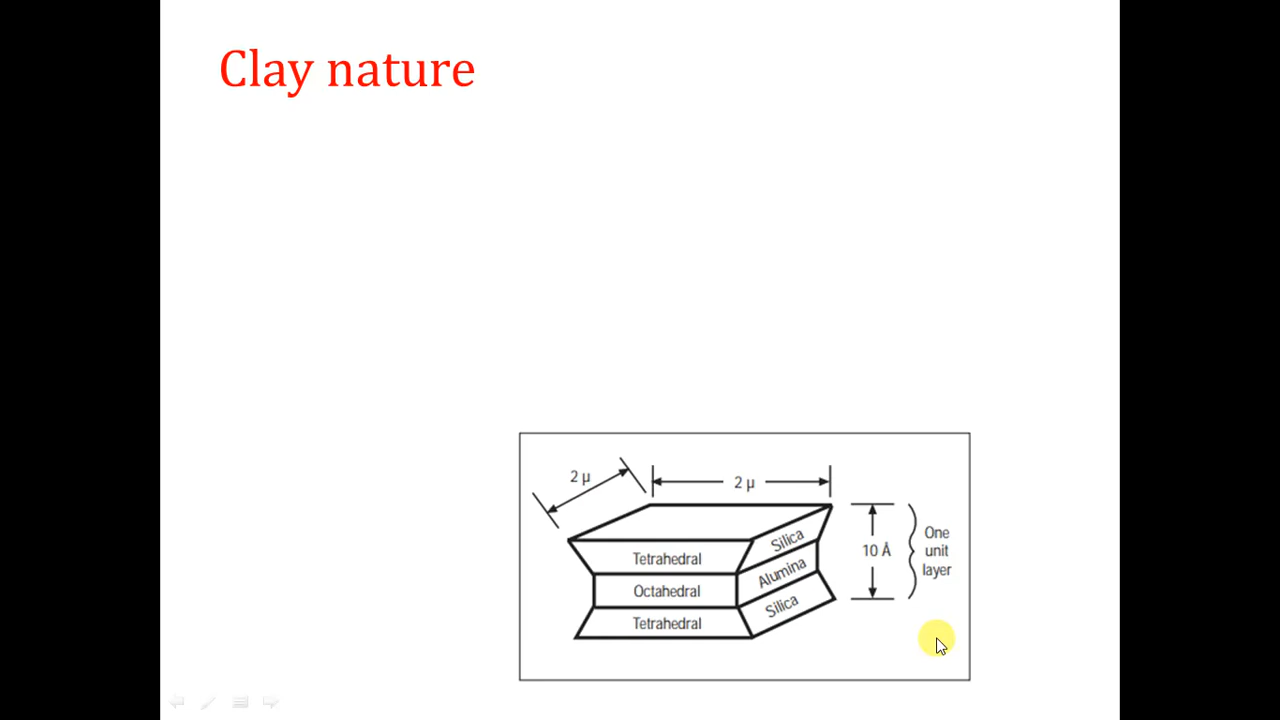 Clay nature
2 µ
2 µ
Silica
Tetrahedral
Alumina
Octahedral
Silica
Tetrahedral
10 Å
One
unit
layer